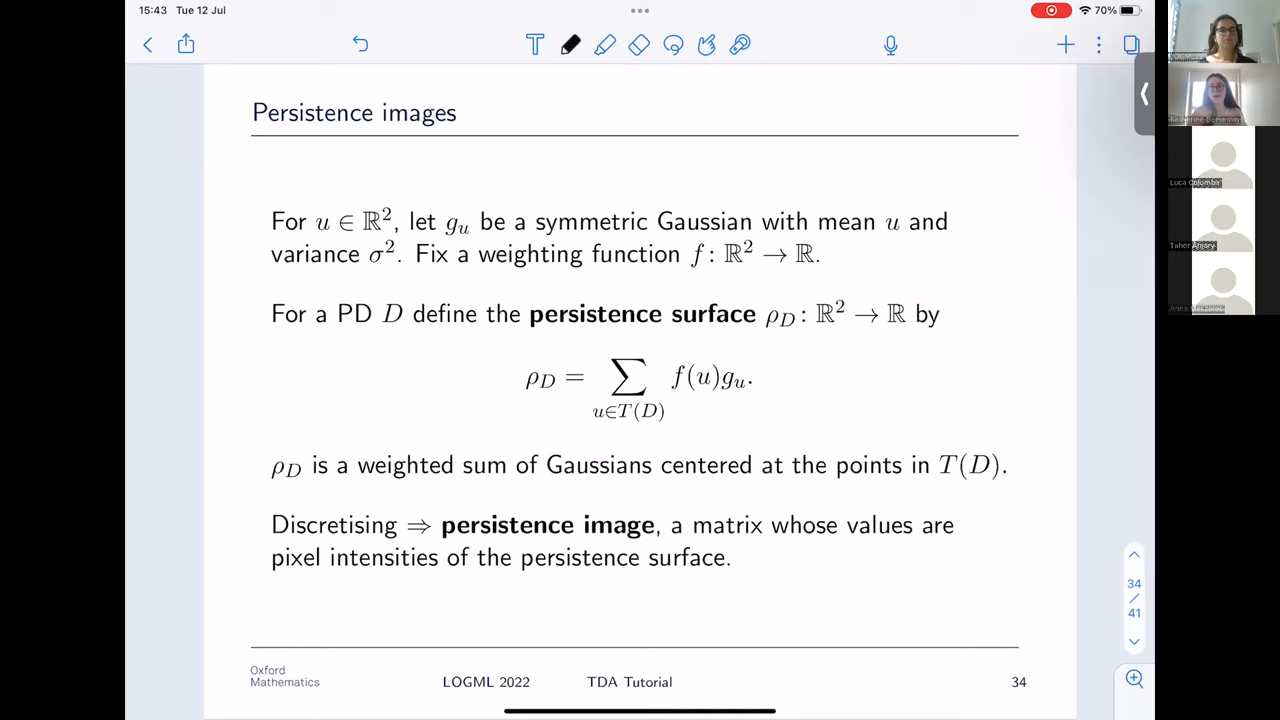 15:43 Tue 12 Jul
70%
Persistence images
For u ∈ ℝ², let g_u be a symmetric Gaussian with mean u and
variance σ². Fix a weighting function f : ℝ² → ℝ.
For a PD D define the persistence surface ρ_D : ℝ² → ℝ by
ρ_D = ∑ f(u)g_u.
u∈T(D)
ρ_D is a weighted sum of Gaussians centered at the points in T(D).
Discretising ⇒ persistence image, a matrix whose values are
pixel intensities of the persistence surface.
34
/
41
Oxford
Mathematics
LOGML 2022
TDA Tutorial
34
Luca
Taher